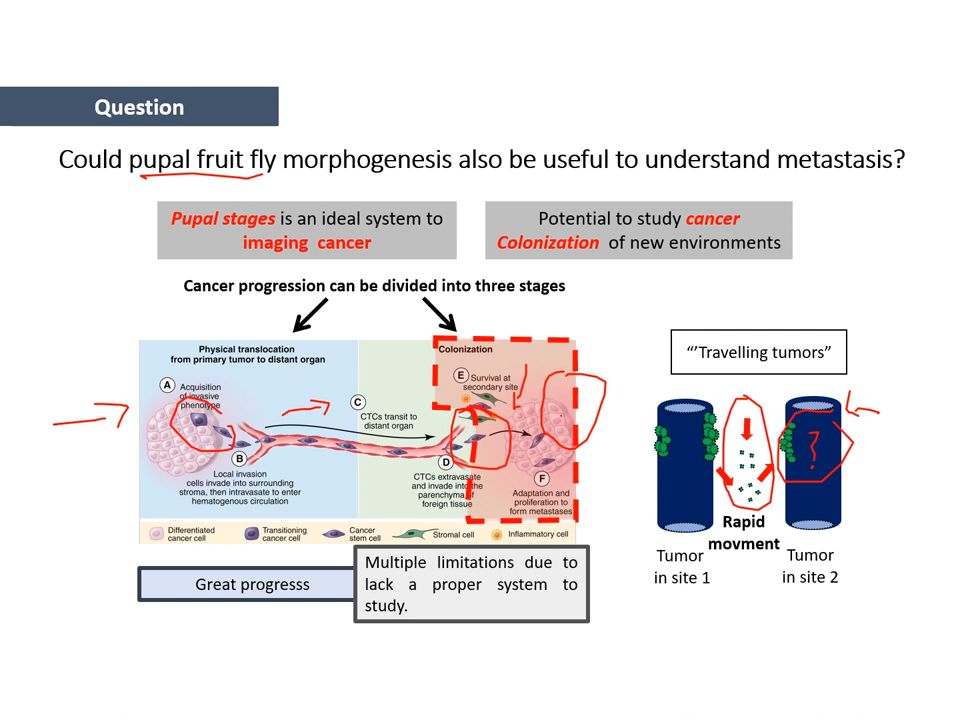 Question
Could pupal fruit fly morphogenesis also be useful to understand metastasis?
Pupal stages is an ideal system to
imaging cancer
Potential to study cancer
Colonization of new environments
Cancer progression can be divided into three stages
Physical translocation
from primary tumor to distant organ
Colonization
A
Acquisition
of invasive
phenotype
B
Local invasion
cells invade into surrounding
stroma, then intravasate to enter
hematogenous circulation
C
CTCs transit to
distant organ
D
CTCs extravasate
and invade into the
parenchyma of
foreign tissue
E
Survival at
secondary site
F
Adaptation and
proliferation to
form metastases
Differentiated
cancer cell
Transitioning
cancer cell
Cancer
stem cell
Stromal cell
Inflammatory cell
Great progresss
Multiple limitations due to
lack a proper system to
study.
“’Travelling tumors”
?
Rapid
movment
Tumor
in site 1
Tumor
in site 2